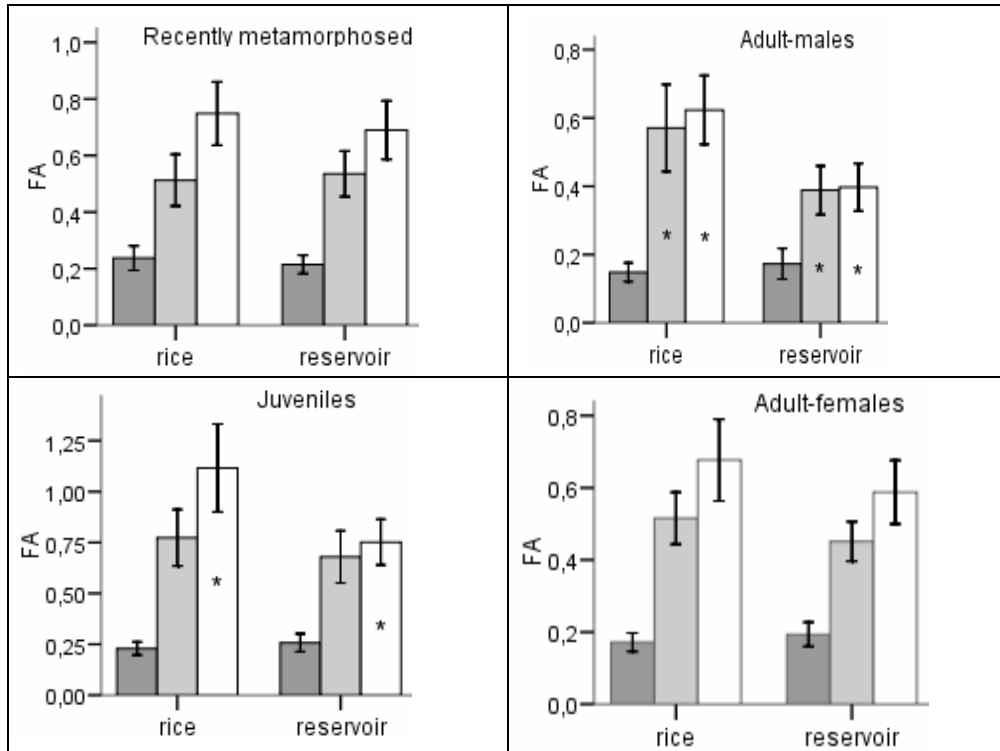 Recently metamorphosed
1,0
0,8
0,6
0,4
0,2
0,0
FA
rice reservoir
Adult-males
0,8
0,6
0,4
0,2
0,0
FA
* * * *
rice reservoir
Juveniles
1,25
1,00
0,75
0,50
0,25
0,00
FA
* *
rice reservoir
Adult-females
0,8
0,6
0,4
0,2
0,0
FA
rice reservoir